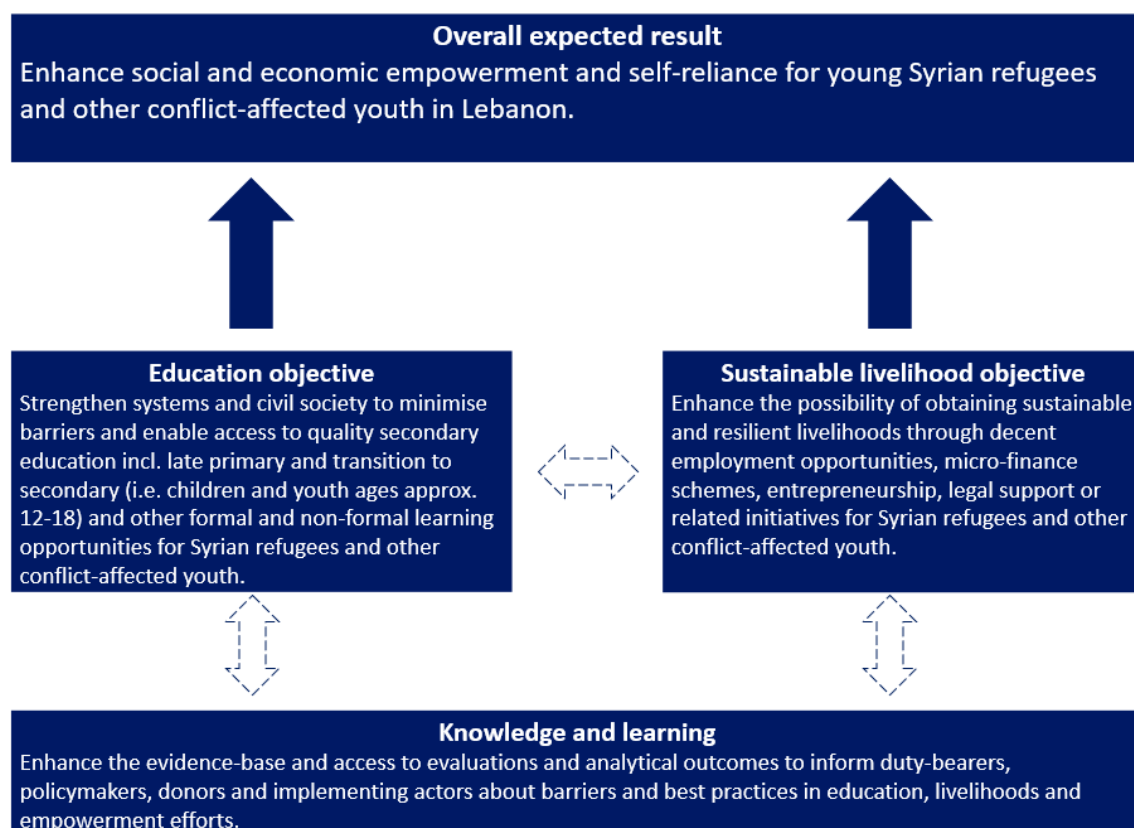 Overall expected result
Enhance social and economic empowerment and self-reliance for young Syrian refugees
and other conflict-affected youth in Lebanon.
Education objective
Strengthen systems and civil society to minimise
barriers and enable access to quality secondary
education incl. late primary and transition to
secondary (i.e. children and youth ages approx.
12-18) and other formal and non-formal learning
opportunities for Syrian refugees and other
conflict-affected youth.
Sustainable livelihood objective
Enhance the possibility of obtaining sustainable
and resilient livelihoods through decent
employment opportunities, micro-finance
schemes, entrepreneurship, legal support or
related initiatives for Syrian refugees and other
conflict-affected youth.
Knowledge and learning
Enhance the evidence-base and access to evaluations and analytical outcomes to inform duty-bearers,
policymakers, donors and implementing actors about barriers and best practices in education, livelihoods and
empowerment efforts.